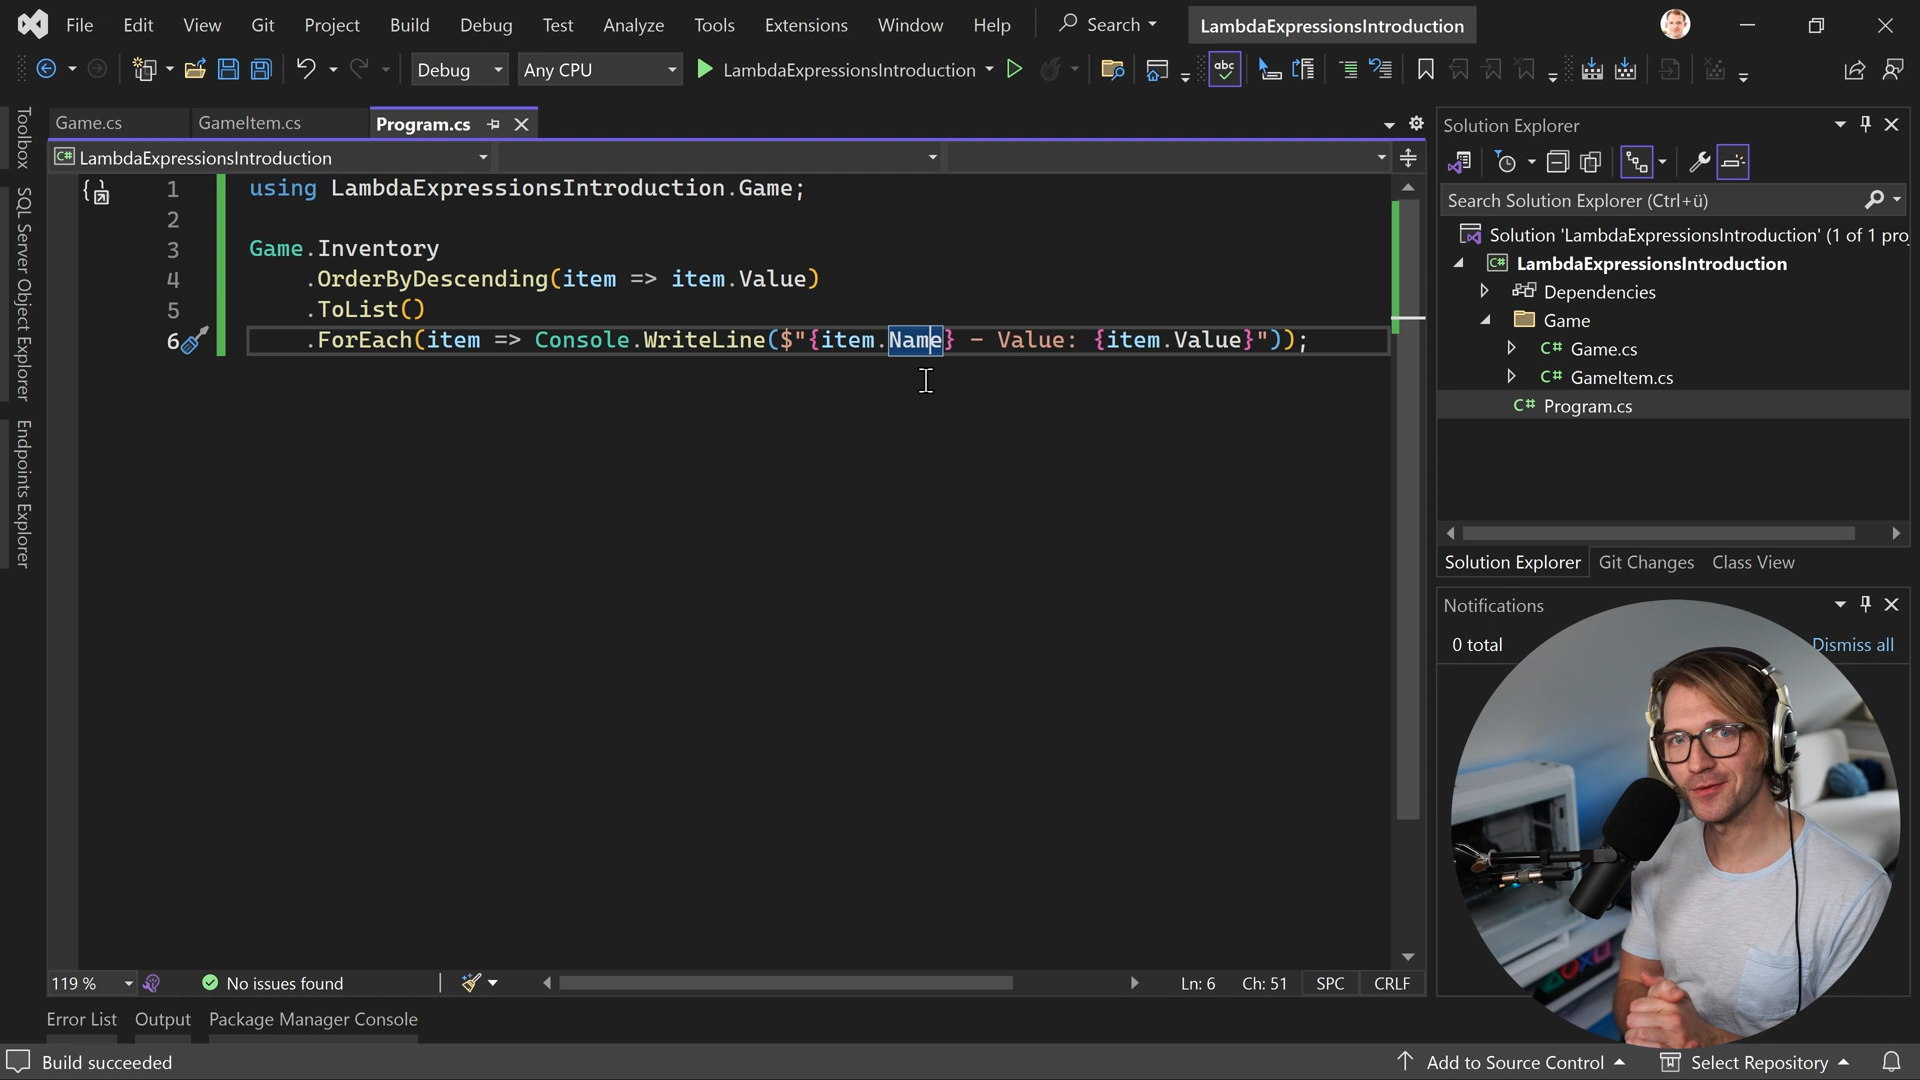 File Edit View Git Project Build Debug Test Analyze Tools Extensions Window Help Search LambdaExpressionsIntroduction
Debug Any CPU LambdaExpressionsIntroduction abc
Toolbox
SQL Server Object Explorer
Endpoints Explorer
Game.cs GameItem.cs Program.cs
C# LambdaExpressionsIntroduction
1 using LambdaExpressionsIntroduction.Game;
2
3 Game.Inventory
4 .OrderByDescending(item => item.Value)
5 .ToList()
6 .ForEach(item => Console.WriteLine($"{item.Name} - Value: {item.Value}"));
119 % No issues found Ln: 6 Ch: 51 SPC CRLF
Error List Output Package Manager Console
Solution Explorer
Search Solution Explorer (Ctrl+ü)
Solution 'LambdaExpressionsIntroduction' (1 of 1 pro
C# LambdaExpressionsIntroduction
Dependencies
Game
C# Game.cs
C# GameItem.cs
C# Program.cs
Solution Explorer Git Changes Class View
Notifications
0 total Dismiss all
Build succeeded Add to Source Control Select Repository